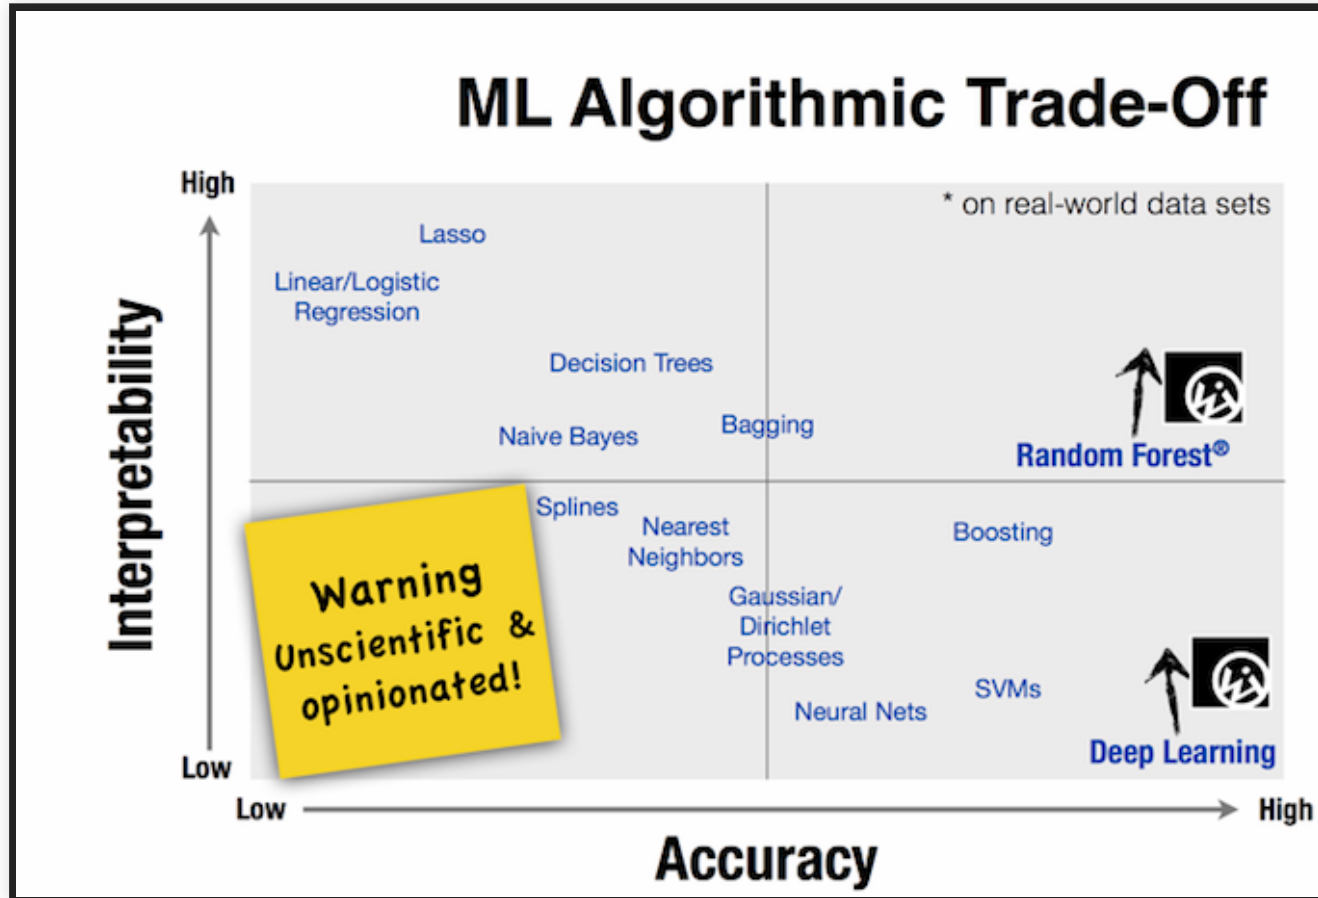 ML Algorithmic Trade-Off
High
* on real-world data sets
Lasso
Linear/Logistic
Regression
Decision Trees
Naive Bayes
Bagging
Random Forest®
Interpretability
Splines
Nearest
Neighbors
Boosting
Warning
Unscientific &
opinionated!
Gaussian/
Dirichlet
Processes
SVMs
Neural Nets
Deep Learning
Low
Low
High
Accuracy